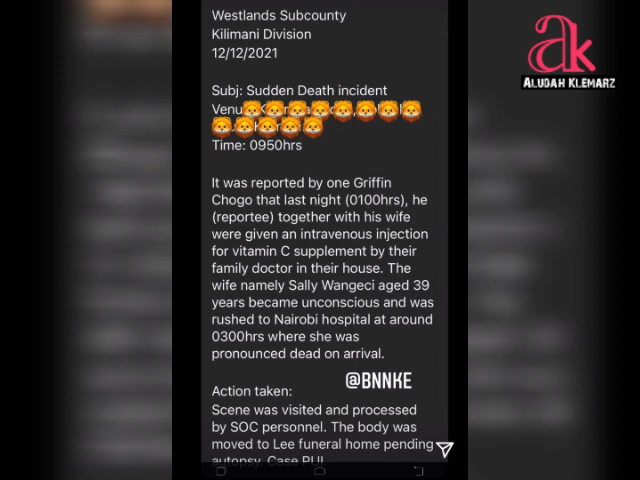 Westlands Subcounty
Kilimani Division
12/12/2021
Subj: Sudden Death incident
Time: 0950hrs
It was reported by one Griffin
Chogo that last night (0100hrs), he
(reportee) together with his wife
were given an intravenous injection
for vitamin C supplement by their
family doctor in their house. The
wife namely Sally Wangeci aged 39
years became unconscious and was
rushed to Nairobi hospital at around
0300hrs where she was
pronounced dead on arrival.
@BNNKE
Action taken:
Scene was visited and processed
by SOC personnel. The body was
moved to Lee funeral home pending
autopsy. Case PUI
ak
ALUDAH KLEMARZ